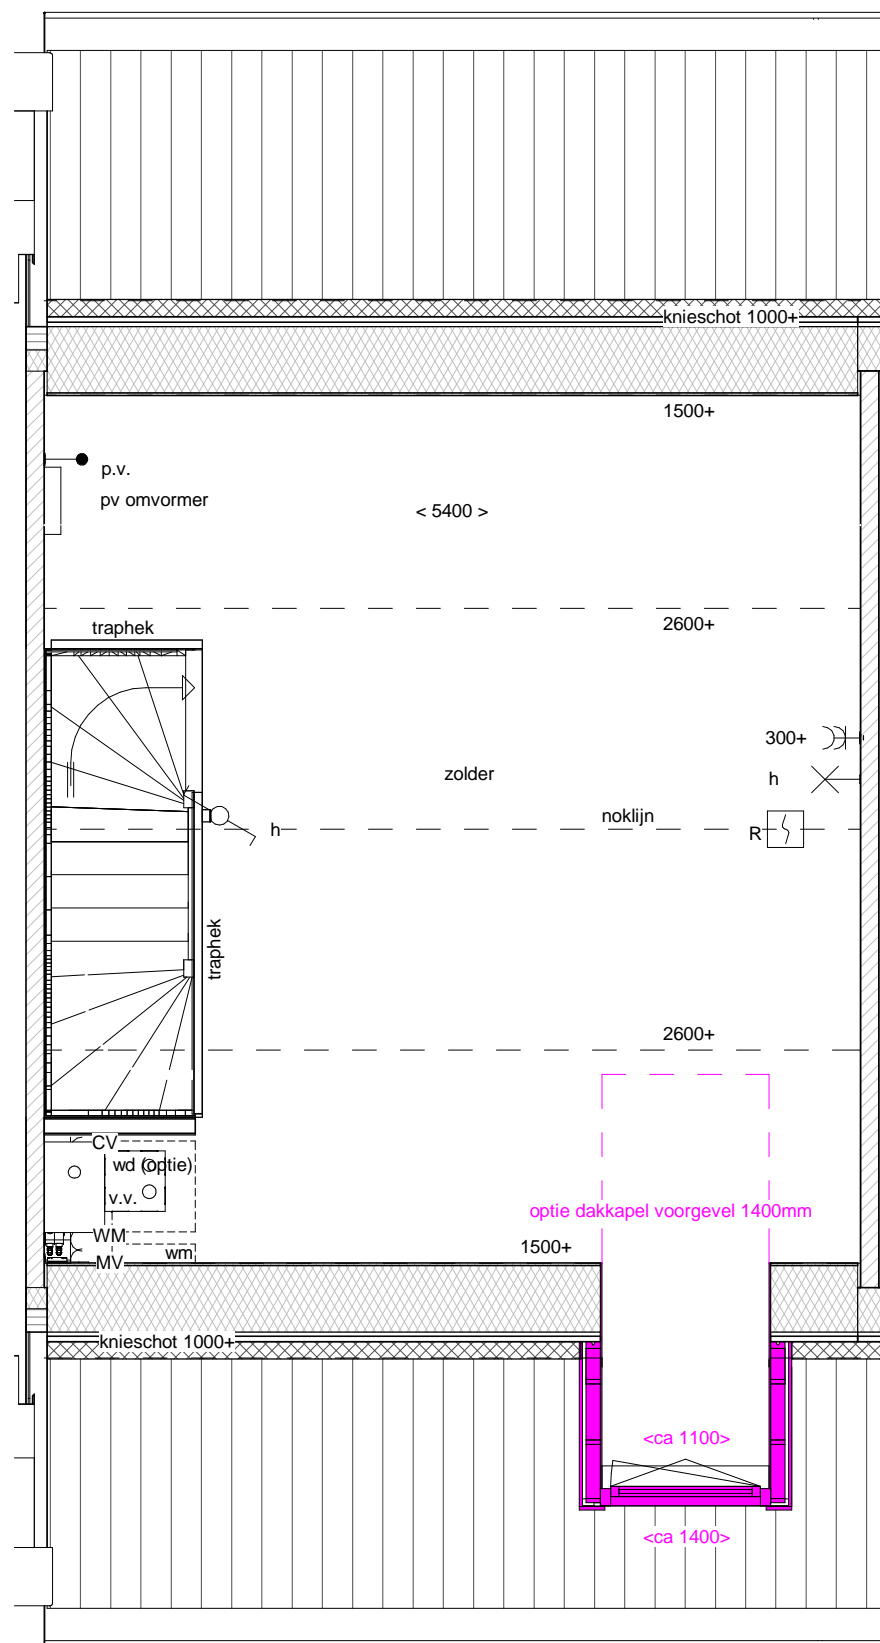 knieschot 1000+
1500+
p.v.
pv omvormer
< 5400 >
traphek
2600+
300+
zolder
h
noklijn
h
R
traphek
2600+
CV
wd (optie)
v.v.
optie dakkapel voorgevel 1400mm
WM
wm
1500+
MV
knieschot 1000+
<ca 1100>
<ca 1400>